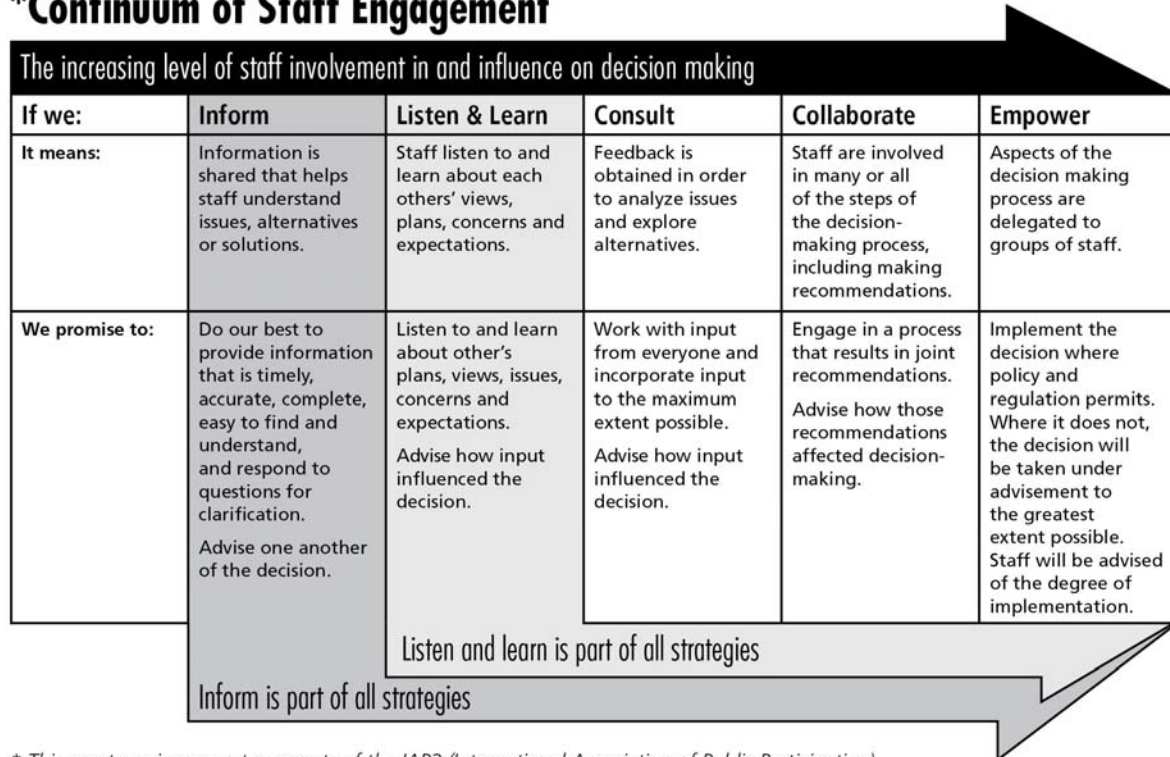 *Continuum of Staff Engagement
The increasing level of staff involvement in and influence on decision making
If we:
Inform
Listen & Learn
Consult
Collaborate
Empower
It means:
Information is
shared that helps
staff understand
issues, alternatives
or solutions.
Staff listen to and
learn about each
others’ views,
plans, concerns and
expectations.
Feedback is
obtained in order
to analyze issues
and explore
alternatives.
Staff are involved
in many or all
of the steps of
the decision-
making process,
including making
recommendations.
Aspects of the
decision making
process are
delegated to
groups of staff.
We promise to:
Do our best to
provide information
that is timely,
accurate, complete,
easy to find and
understand,
and respond to
questions for
clarification.
Advise one another
of the decision.
Listen to and learn
about other’s
plans, views, issues,
concerns and
expectations.
Advise how input
influenced the
decision.
Work with input
from everyone and
incorporate input
to the maximum
extent possible.
Advise how input
influenced the
decision.
Engage in a process
that results in joint
recommendations.
Advise how those
recommendations
affected decision-
making.
Implement the
decision where
policy and
regulation permits.
Where it does not,
the decision will
be taken under
advisement to
the greatest
extent possible.
Staff will be advised
of the degree of
implementation.
Listen and learn is part of all strategies
Inform is part of all strategies